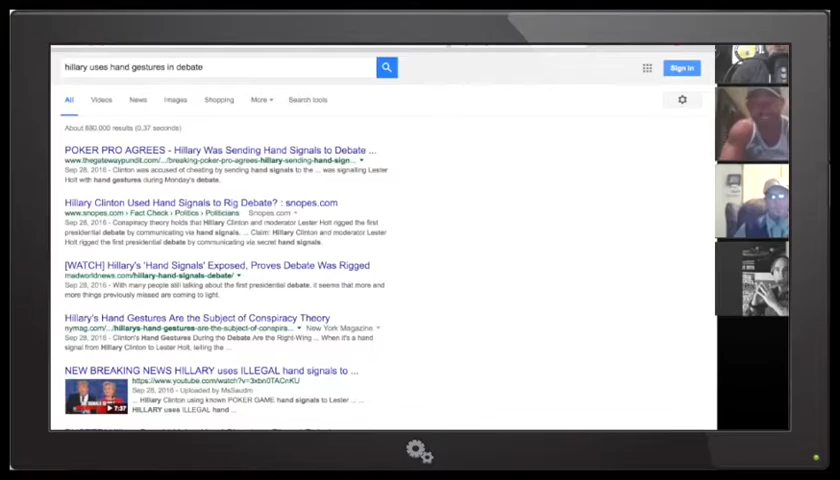 hillary uses hand gestures in debate
Sign in
All Videos News Images Shopping More Search tools
About 680,000 results (0.37 seconds)
POKER PRO AGREES - Hillary Was Sending Hand Signals to Debate ...
www.thegatewaypundit.com/.../breaking-poker-pro-agrees-hillary-sending-hand-sign...
Sep 28, 2016 - Clinton was accused of cheating by sending hand signals to the ... was signalling Lester
Holt with hand gestures during Monday's debate.
Hillary Clinton Used Hand Signals to Rig Debate? : snopes.com
www.snopes.com › Fact Check › Politics › Politicians Snopes.com
Sep 28, 2016 - Conspiracy theory holds that Hillary Clinton and moderator Lester Holt rigged the first
presidential debate by communicating via hand signals. ... Claim: Hillary Clinton and moderator Lester
Holt rigged the first presidential debate by communicating via secret hand signals.
[WATCH] Hillary's 'Hand Signals' Exposed, Proves Debate Was Rigged
madworldnews.com/hillary-hand-signals-debate/
Sep 28, 2016 - With many people still talking about the first presidential debate, it seems that more and
more things previously missed are coming to light.
Hillary's Hand Gestures Are the Subject of Conspiracy Theory
nymag.com/.../hillarys-hand-gestures-are-the-subject-of-conspira... New York Magazine
Sep 28, 2016 - Clinton's Hand Gestures During the Debate Are the Right-Wing ... When it's a hand
signal from Hillary Clinton to Lester Holt, telling the ...
NEW BREAKING NEWS HILLARY uses ILLEGAL hand signals to ...
Sep 28, 2016 - Uploaded by MsSaudm
... Hillary Clinton using known POKER GAME hand signals to Lester ... ...
HILLARY uses ILLEGAL hand ...
7:37